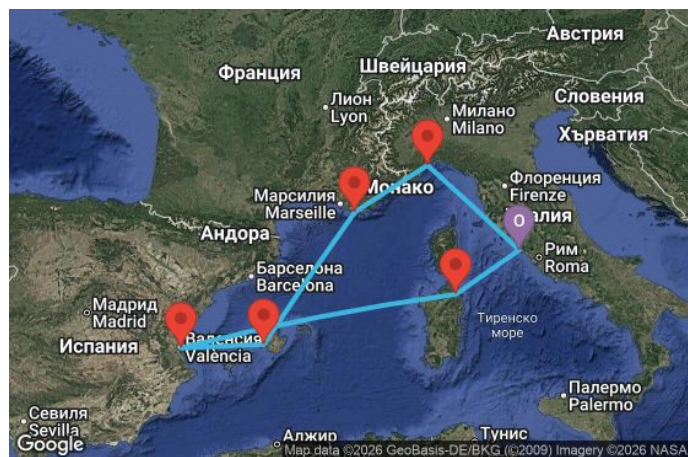 Австрия
Швейцария
Франция
Словения
Лион
Lyon
Милано
Milano
Хърватия
Монако
Флоренция
Firenze
Марсилия
Marseille
O
алия
Андора
Рим
Roma
Барселона
Barcelona
Мадрид
Madrid
Тиренско
море
Валенсия
València
Испания
Палермо
Palermo
Севиля
Sevilla
Алжир
Тунис
Google
Map data ©2026 GeoBasis-DE/BKG (©2009) Imagery ©2026 NASA